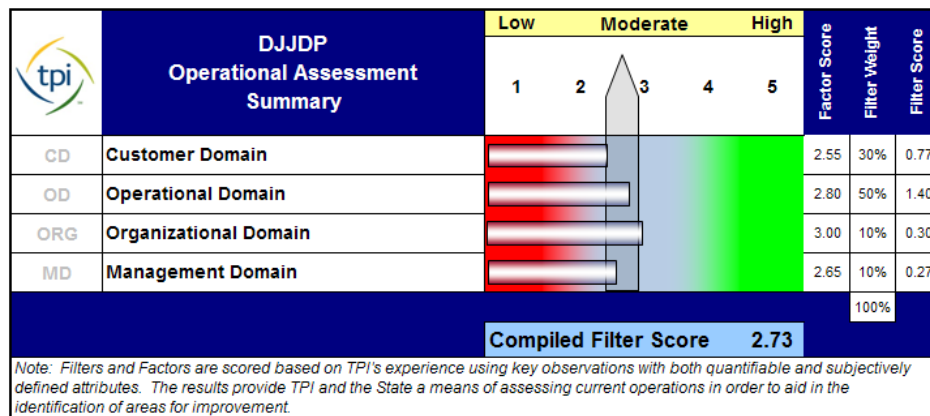 tpi
DJJDP
Operational Assessment
Summary
Low Moderate High
1 2 3 4 5
Factor Score
Filter Weight
Filter Score
CD Customer Domain 2.55 30% 0.77
OD Operational Domain 2.80 50% 1.40
ORG Organizational Domain 3.00 10% 0.30
MD Management Domain 2.65 10% 0.27
100%
Compiled Filter Score 2.73
Note: Filters and Factors are scored based on TPI's experience using key observations with both quantifiable and subjectively
defined attributes. The results provide TPI and the State a means of assessing current operations in order to aid in the
identification of areas for improvement.